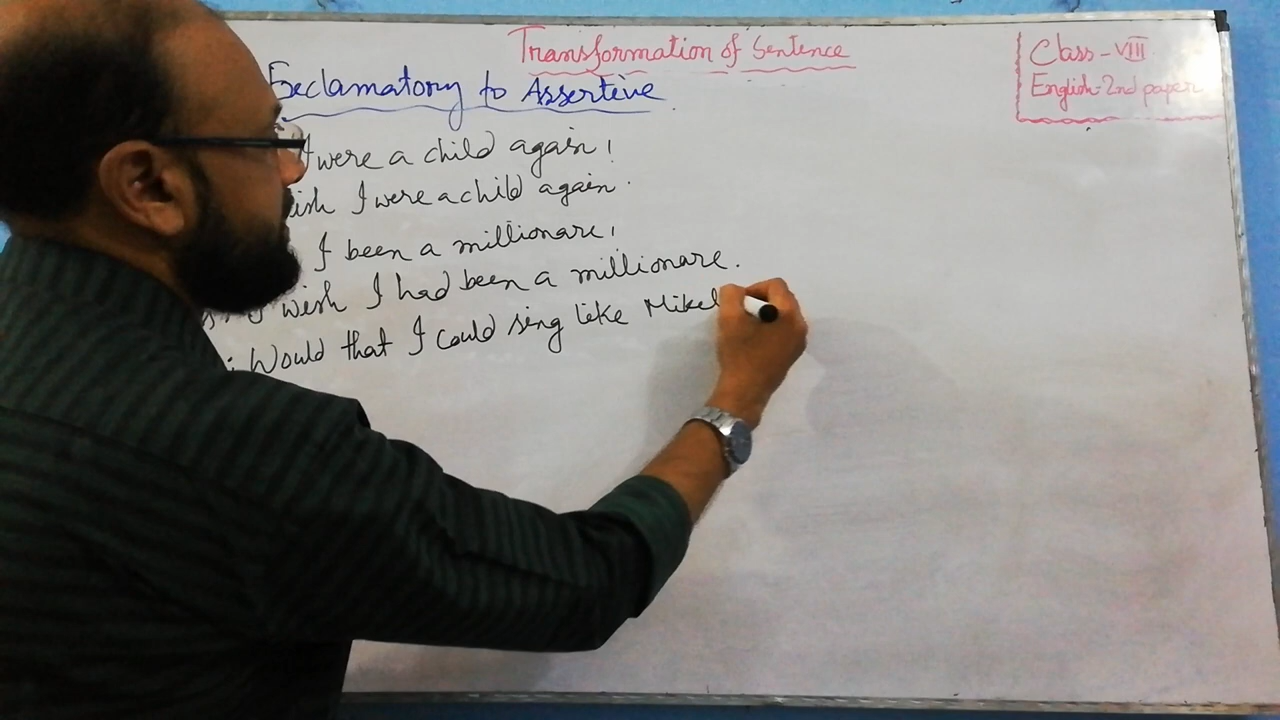 Transformation of Sentence
Class-VIII
English-2nd paper
Exclamatory to Assertive
I were a child again!
wish I were a child again.
I been a millionare!
I wish I had been a millionare.
: Would that I could sing like Mikel